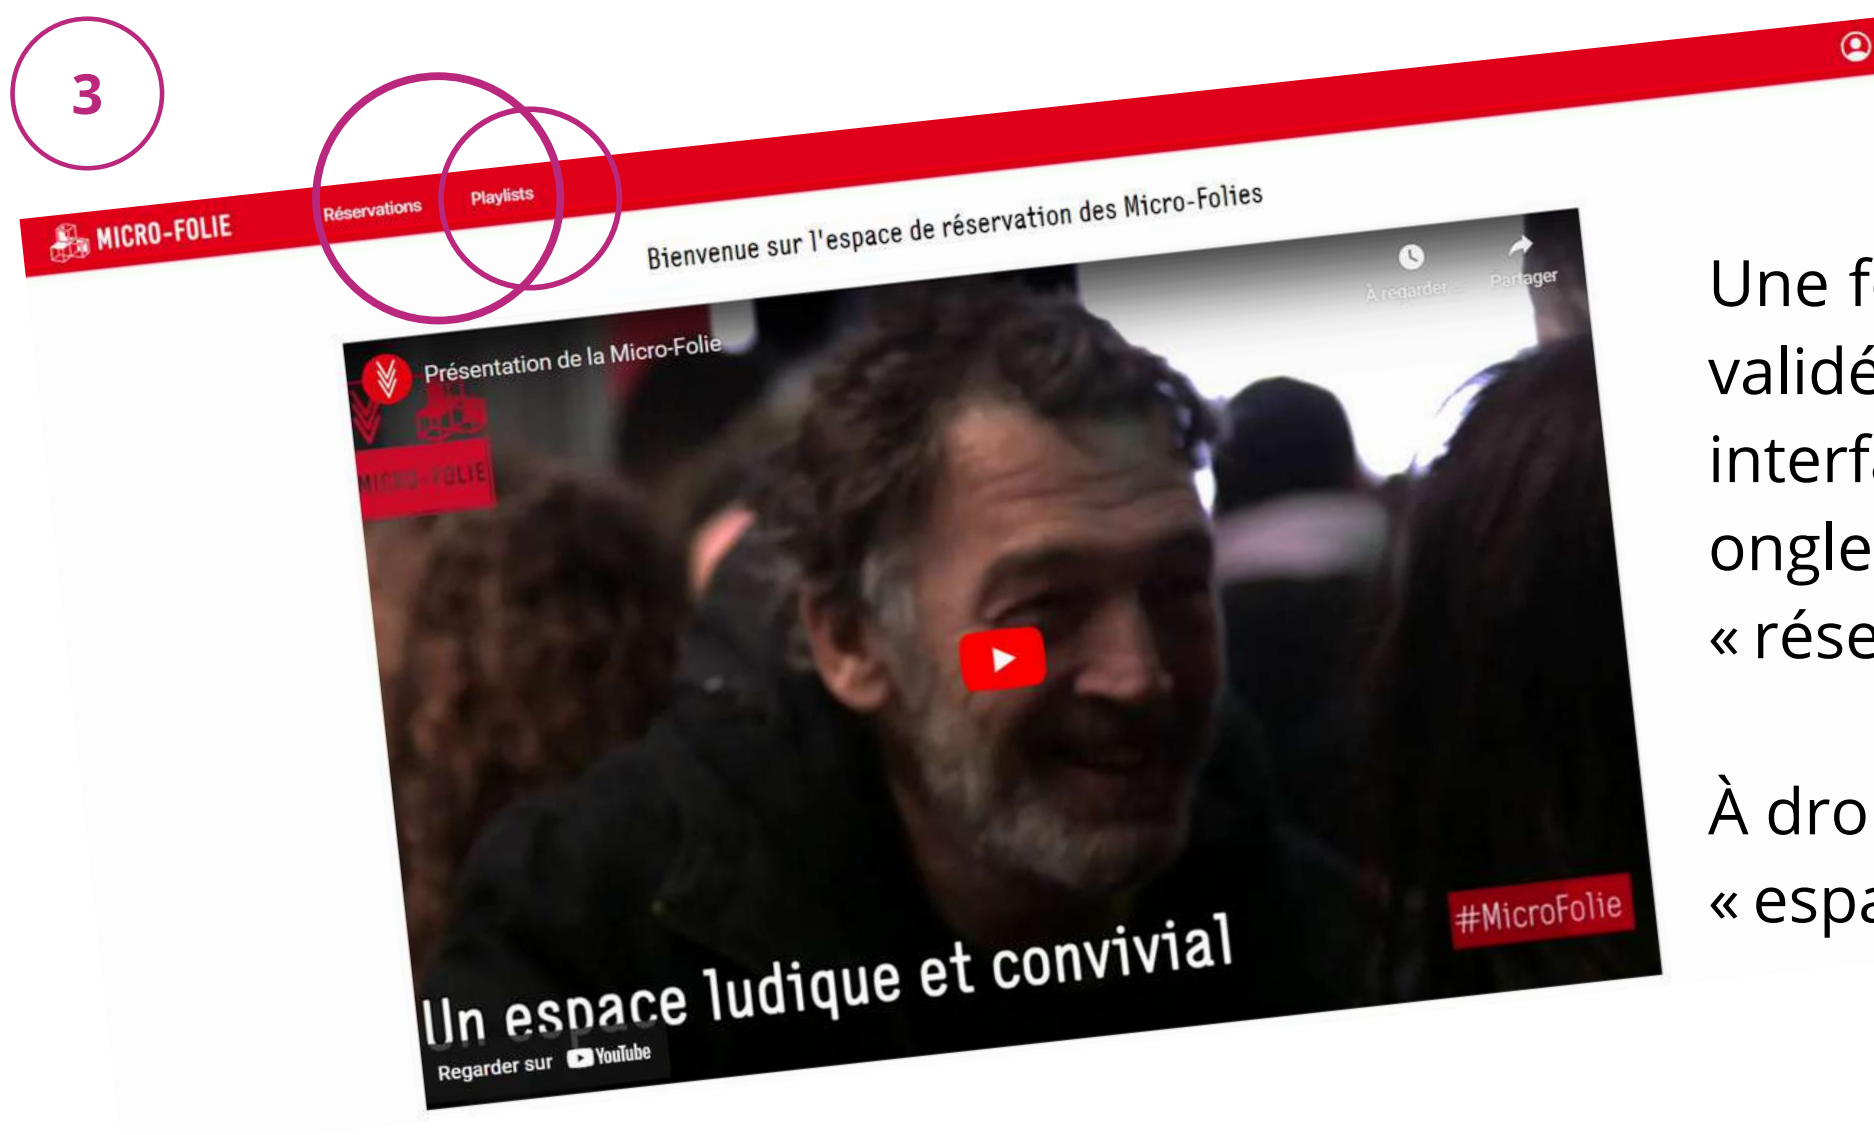 3
MICRO-FOLIE
Réservations
Playlists
Bienvenue sur l'espace de réservation des Micro-Folies
Présentation de la Micro-Folie
À regarder ...
Partager
MICRO-FOLIE
#MicroFolie
Un espace ludique et convivial
Regarder sur YouTube
Une f
validé
interfa
ongle
« rése
À dro
« espa